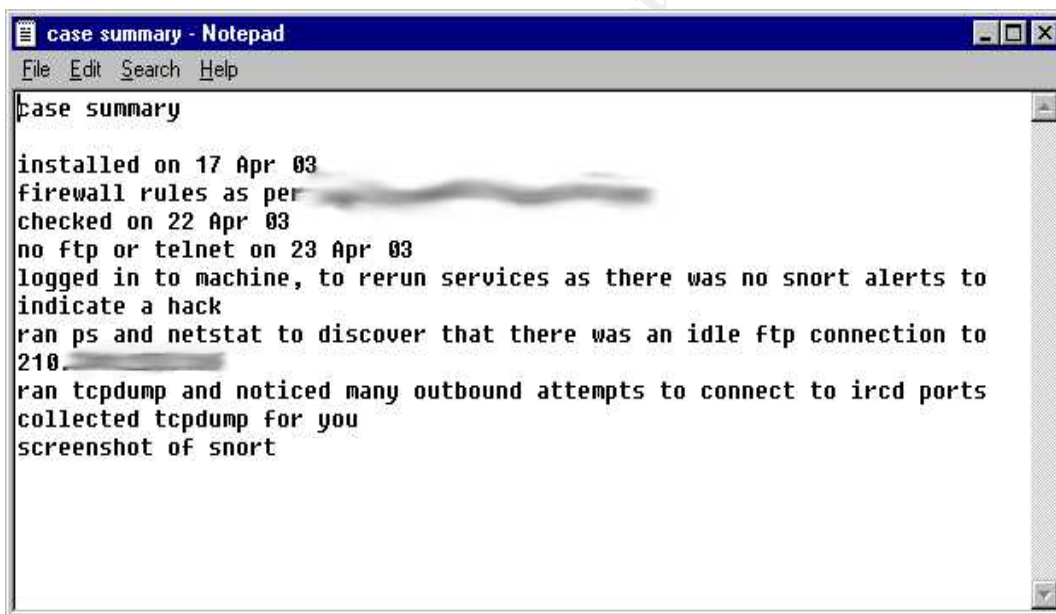 case summary - Notepad
File Edit Search Help
case summary
installed on 17 Apr 03
firewall rules as per
checked on 22 Apr 03
no ftp or telnet on 23 Apr 03
logged in to machine, to rerun services as there was no snort alerts to
indicate a hack
ran ps and netstat to discover that there was an idle ftp connection to
210.
ran tcpdump and noticed many outbound attempts to connect to ircd ports
collected tcpdump for you
screenshot of snort